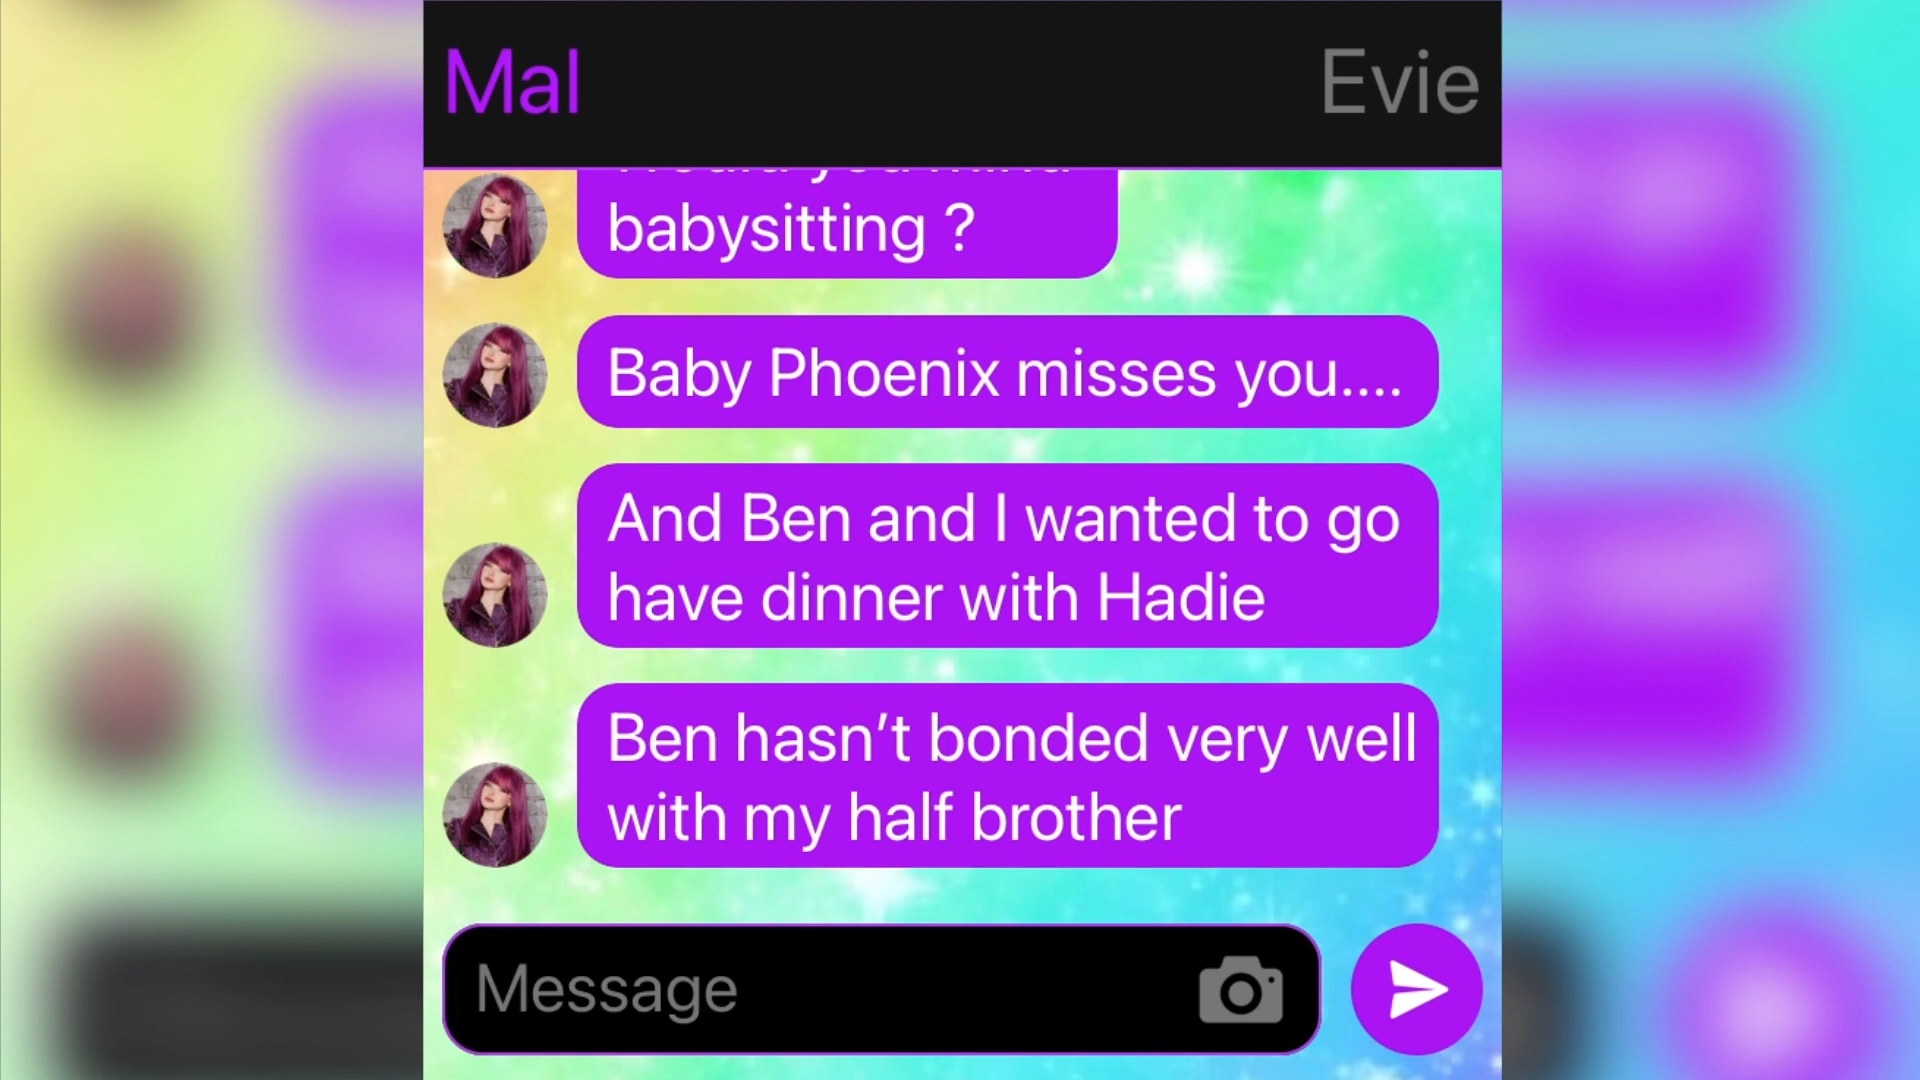 Mal
Evie
babysitting ?
Baby Phoenix misses you....
And Ben and I wanted to go
have dinner with Hadie
Ben hasn’t bonded very well
with my half brother
Message